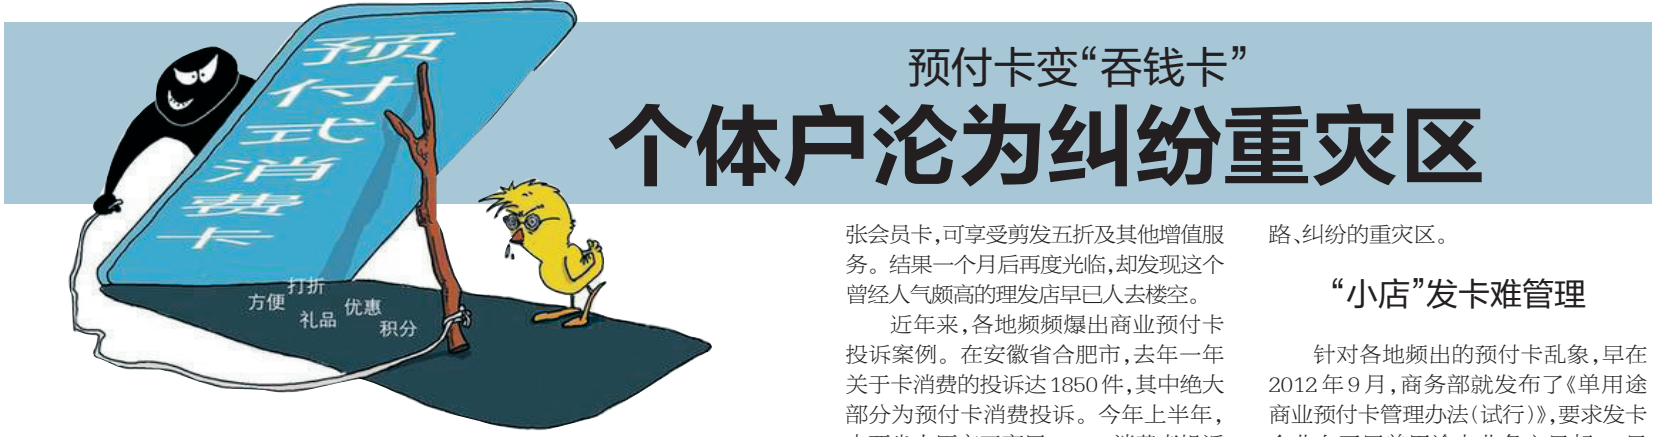 预付式消费卡
打折
方便
优惠
礼品
积分
预付卡变“吞钱卡”
个体户沦为纠纷重灾区
张会员卡,可享受剪发五折及其他增值服
务。结果一个月后再度光临,却发现这个
曾经人气颇高的理发店早已人去楼空。
近年来,各地频频爆出商业预付卡
投诉案例。在安徽省合肥市,去年一年
关于卡消费的投诉达1850件,其中绝大
部分为预付卡消费投诉。今年上半年,
路、纠纷的重灾区。
“小店”发卡难管理
针对各地频出的预付卡乱象,早在
2012年9月,商务部就发布了《单用途
商业预付卡管理办法(试行)》,要求发卡